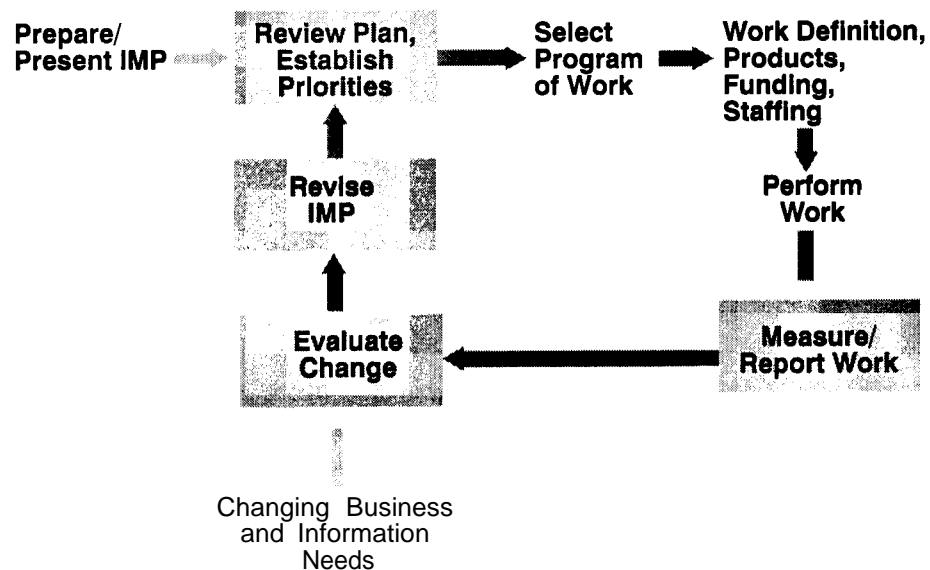 Prepare/
Present IMP
Review Plan,
Establish
Priorities
Select
Program
of Work
Work Definition,
Products,
Funding,
Staffing
Revise
IMP
Perform
Work
Evaluate
Change
Measure/
Report Work
Changing Business
and Information
Needs